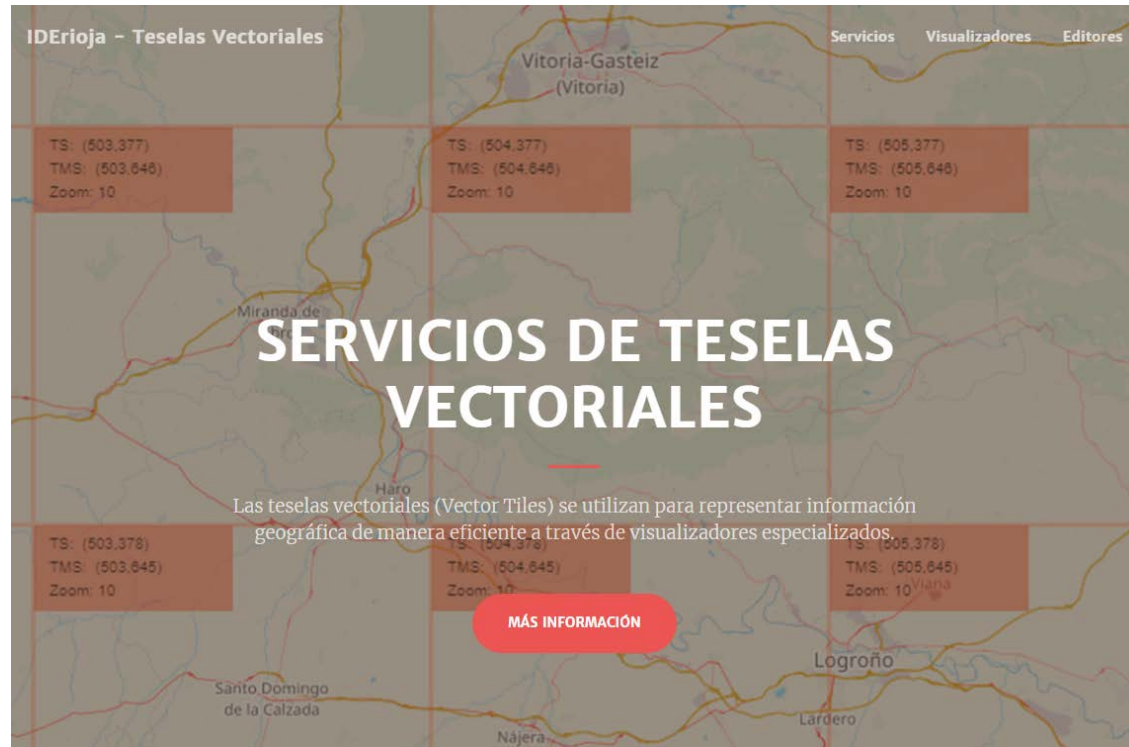 IDErioja - Teselas Vectoriales
Servicios Visualizadores Editores
Vitoria-Gasteiz
(Vitoria)
TS: (503,377)
TMS: (503,646)
Zoom: 10
TS: (504,377)
TMS: (504,646)
Zoom: 10
TS: (505,377)
TMS: (505,646)
Zoom: 10
Miranda de
SERVICIOS DE TESELAS
VECTORIALES
Haro
Las teselas vectoriales (Vector Tiles) se utilizan para representar información
geográfica de manera eficiente a través de visualizadores especializados.
TS: (503,378)
TMS: (503,645)
Zoom: 10
TS: (504,378)
TMS: (504,645)
Zoom: 10
TS: (505,378)
TMS: (505,645)
Zoom: 10
Viana
MÁS INFORMACIÓN
Logroño
Santo Domingo
de la Calzada
Lardero
Nájera